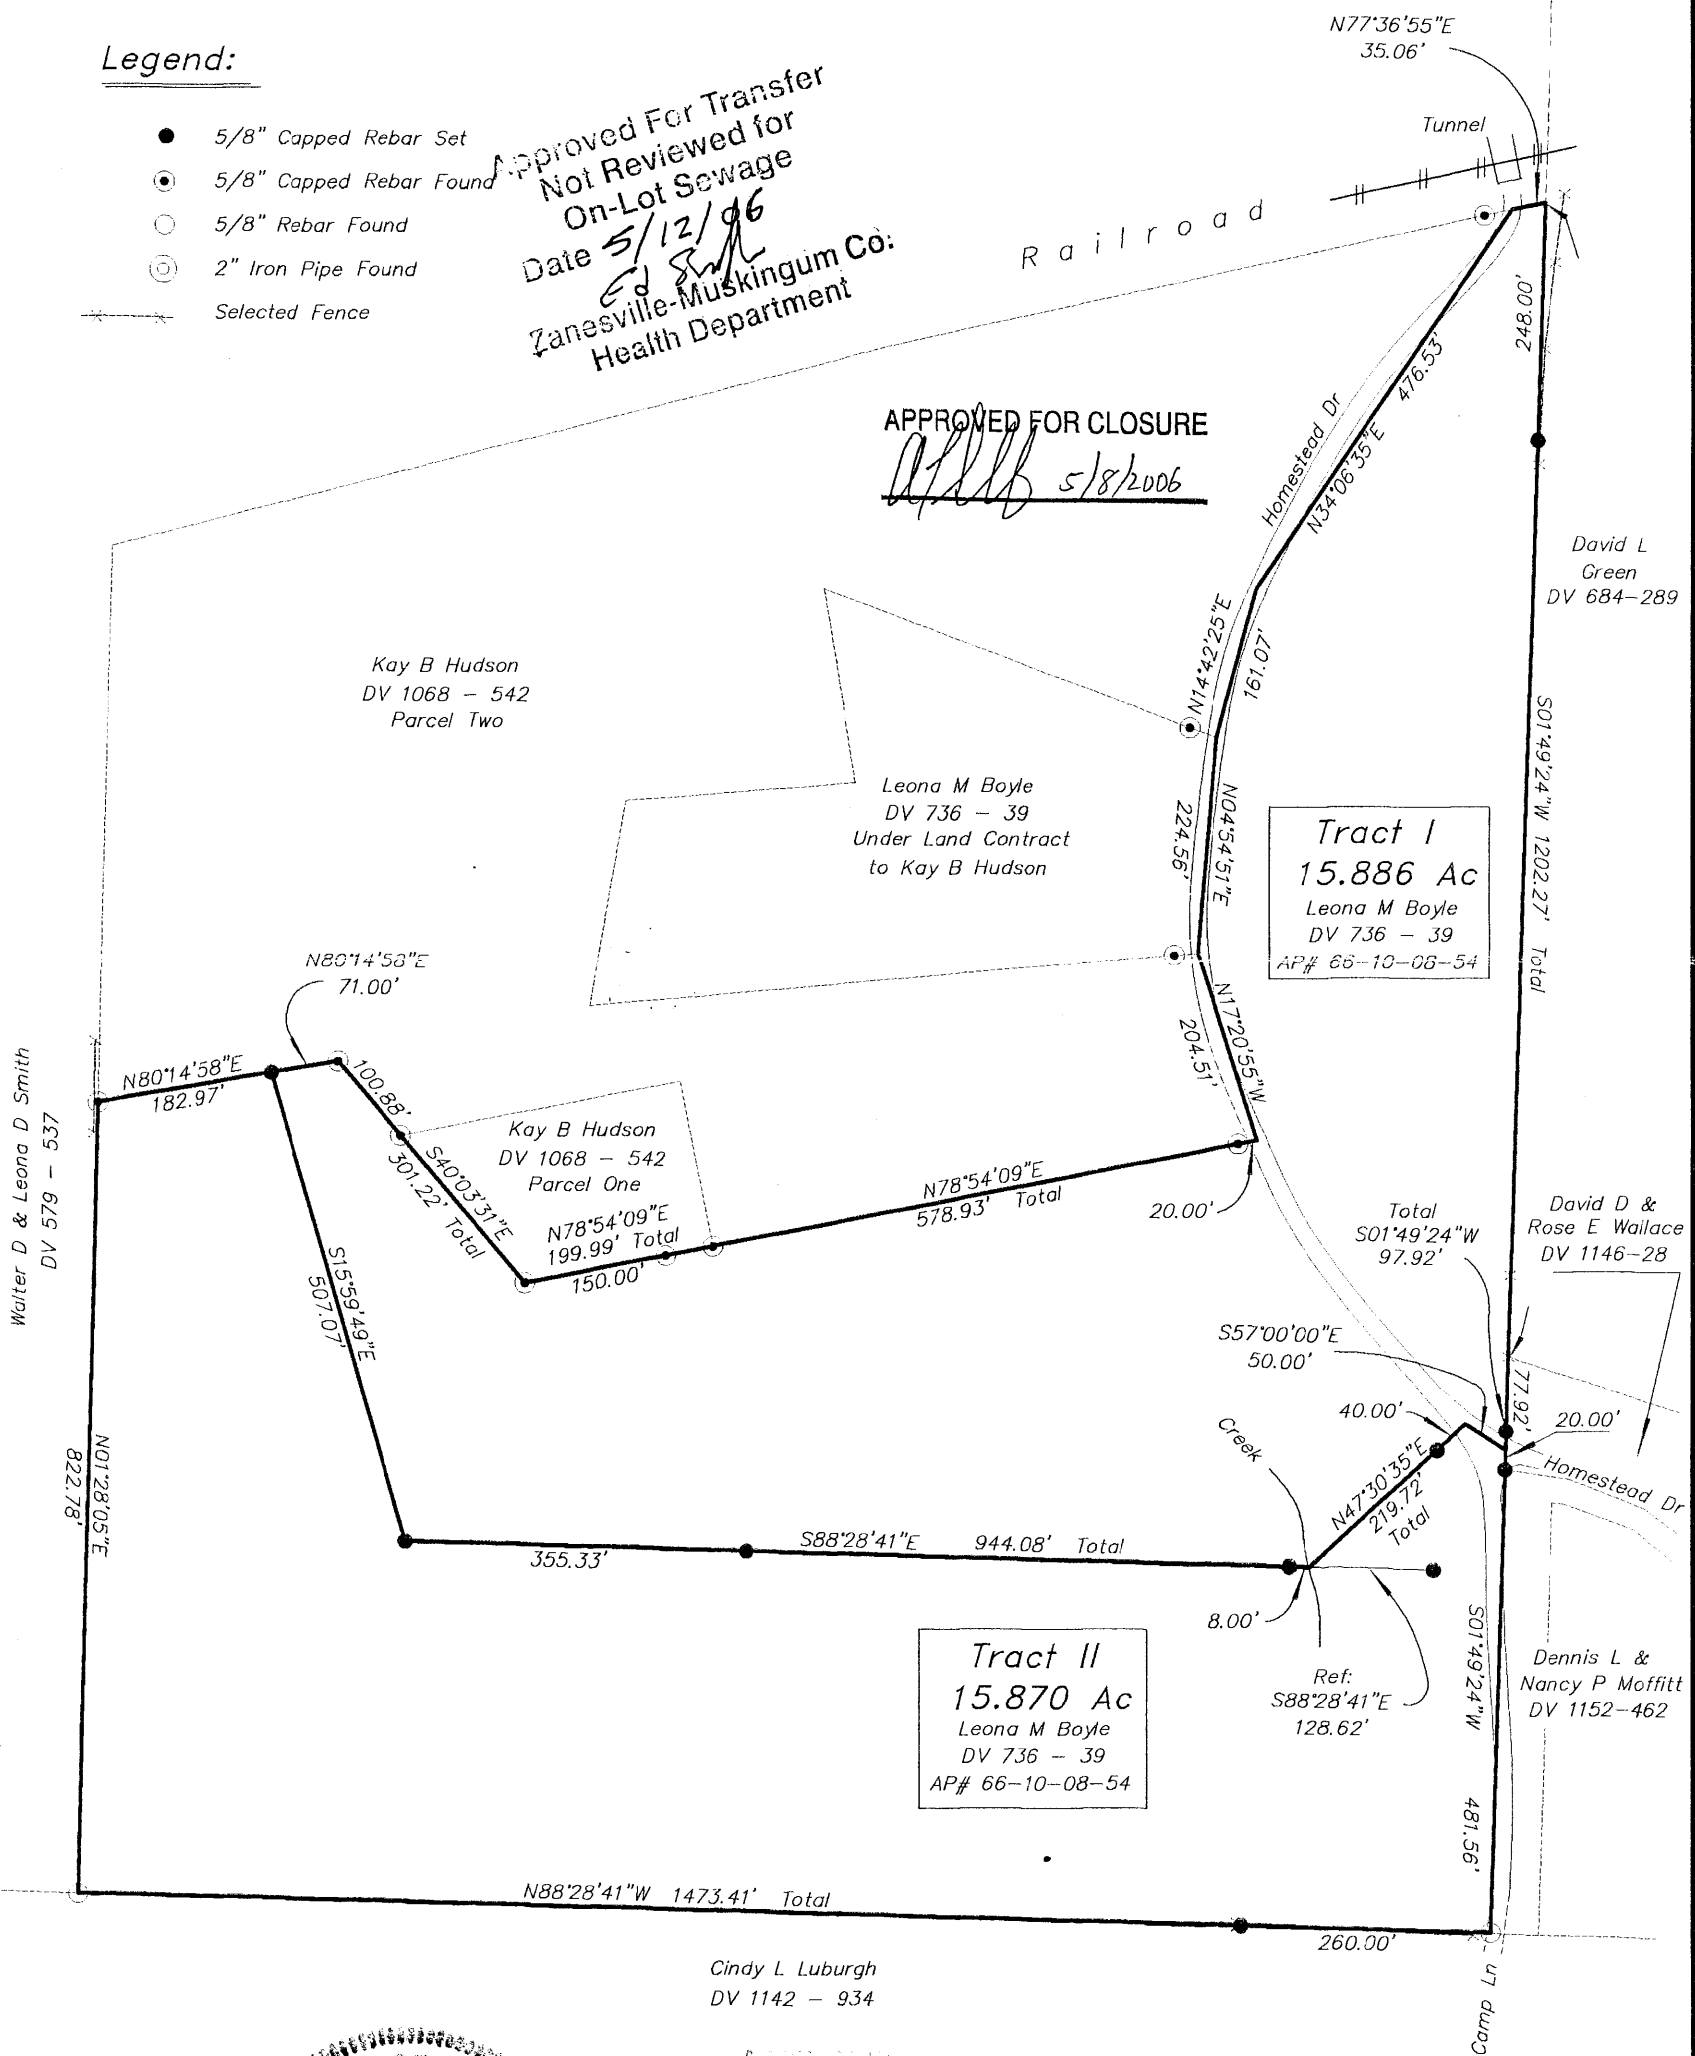 Legend:
5/8" Capped Rebar Set
5/8" Capped Rebar Found
5/8" Rebar Found
2" Iron Pipe Found
Selected Fence
Approved For Transfer
Not Reviewed for
On-Lot Sewage
Date 5/12/06
Zanesville-Muskingum Co.
Health Department
APPROVED FOR CLOSURE
5/8/2006
N77°36'55"E
35.06'
Tunnel
Railroad
248.00'
476.53'
N34°06'35"E
Homestead Dr
David L
Green
DV 684-289
Kay B Hudson
DV 1068 - 542
Parcel Two
N14°42'25"E
161.07'
Leona M Boyle
DV 736 - 39
Under Land Contract
to Kay B Hudson
224.56'
N04°54'51"E
Tract I
15.886 Ac
Leona M Boyle
DV 736 - 39
AP# 66-10-08-54
S01°49'24"W 1202.27' Total
N80°14'58"E
71.00'
N17°20'55"W
204.51'
Walter D & Leona D Smith
DV 579 - 537
N80°14'58"E
182.97'
100.88'
S40°03'31"E
301.22' Total
Kay B Hudson
DV 1068 - 542
Parcel One
N78°54'09"E
199.99' Total
150.00'
N78°54'09"E
578.93' Total
20.00'
Total
S01°49'24"W
97.92'
David D &
Rose E Wallace
DV 1146-28
S15°59'49"E
507.07'
S57°00'00"E
50.00'
77.92'
40.00'
20.00'
Homestead Dr
Creek
N47°30'35"E
219.72'
Total
N01°28'05"E
822.78'
S88°28'41"E 944.08' Total
355.33'
8.00'
Ref:
S88°28'41"E
128.62'
S01°49'24"W 481.56'
Dennis L &
Nancy P Moffitt
DV 1152-462
Tract II
15.870 Ac
Leona M Boyle
DV 736 - 39
AP# 66-10-08-54
N88°28'41"W 1473.41' Total
260.00'
Cindy L Luburgh
DV 1142 - 934
Camp Ln